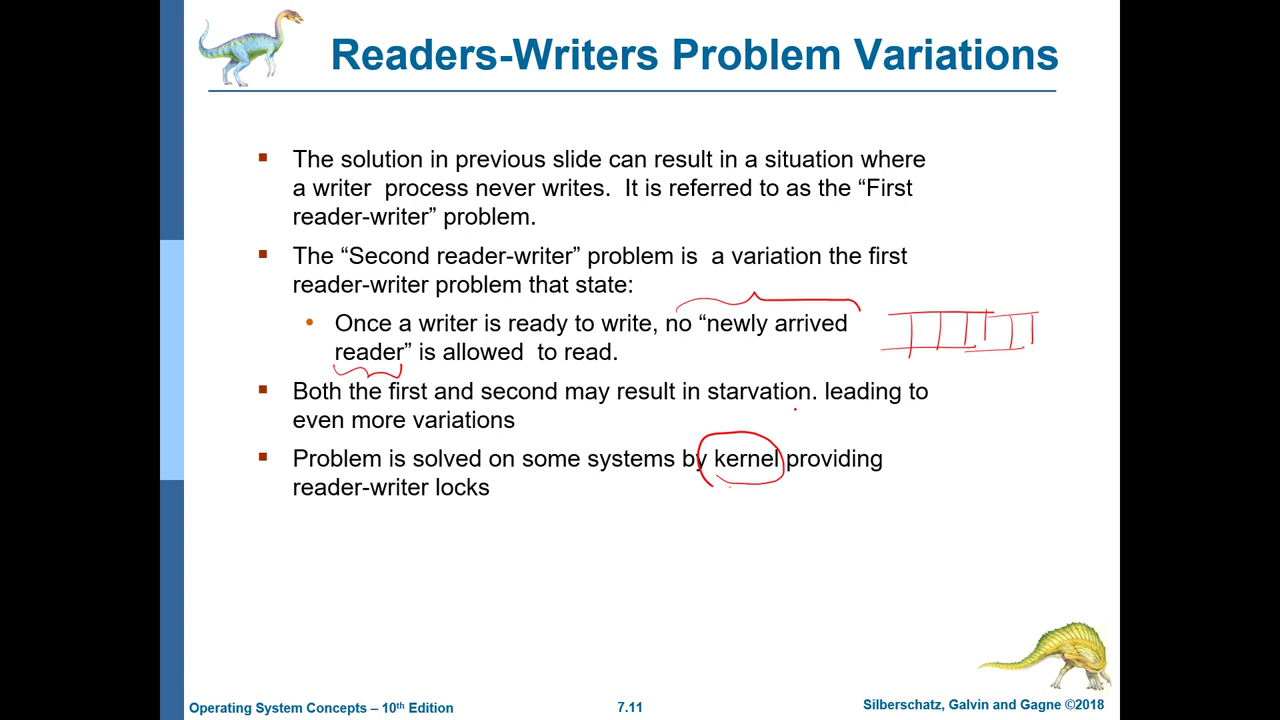 Readers-Writers Problem Variations
▪ The solution in previous slide can result in a situation where
a writer process never writes. It is referred to as the “First
reader-writer” problem.
▪ The “Second reader-writer” problem is a variation the first
reader-writer problem that state:
• Once a writer is ready to write, no “newly arrived
reader” is allowed to read.
▪ Both the first and second may result in starvation. leading to
even more variations
▪ Problem is solved on some systems by kernel providing
reader-writer locks
Operating System Concepts – 10th Edition
7.11
Silberschatz, Galvin and Gagne ©2018